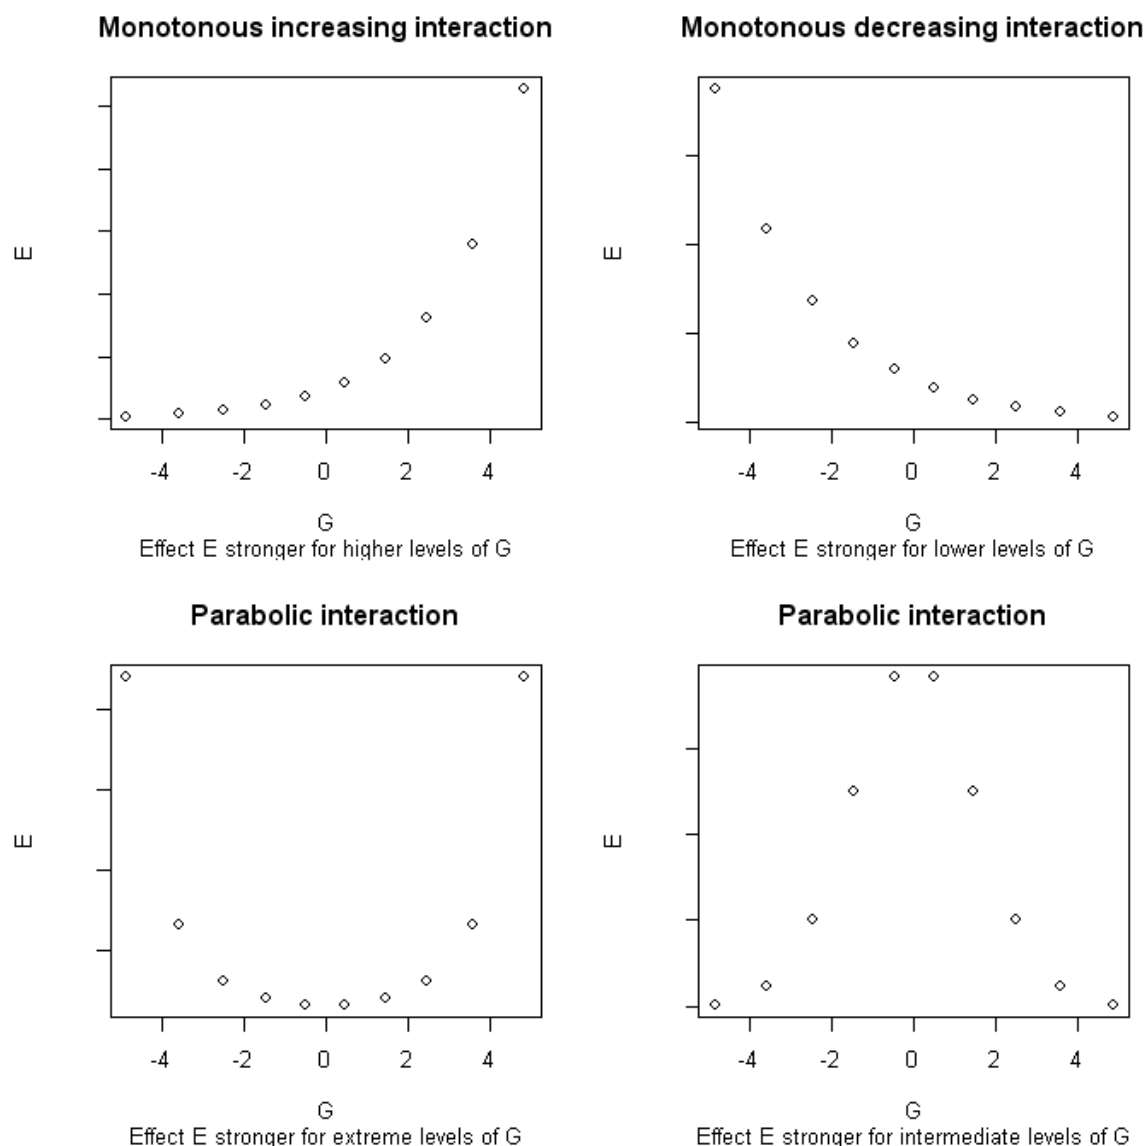 Monotonous increasing interaction
E
-4 -2 0 2 4
G
Effect E stronger for higher levels of G
Monotonous decreasing interaction
E
-4 -2 0 2 4
G
Effect E stronger for lower levels of G
Parabolic interaction
E
-4 -2 0 2 4
G
Effect E stronger for extreme levels of G
Parabolic interaction
E
-4 -2 0 2 4
G
Effect E stronger for intermediate levels of G